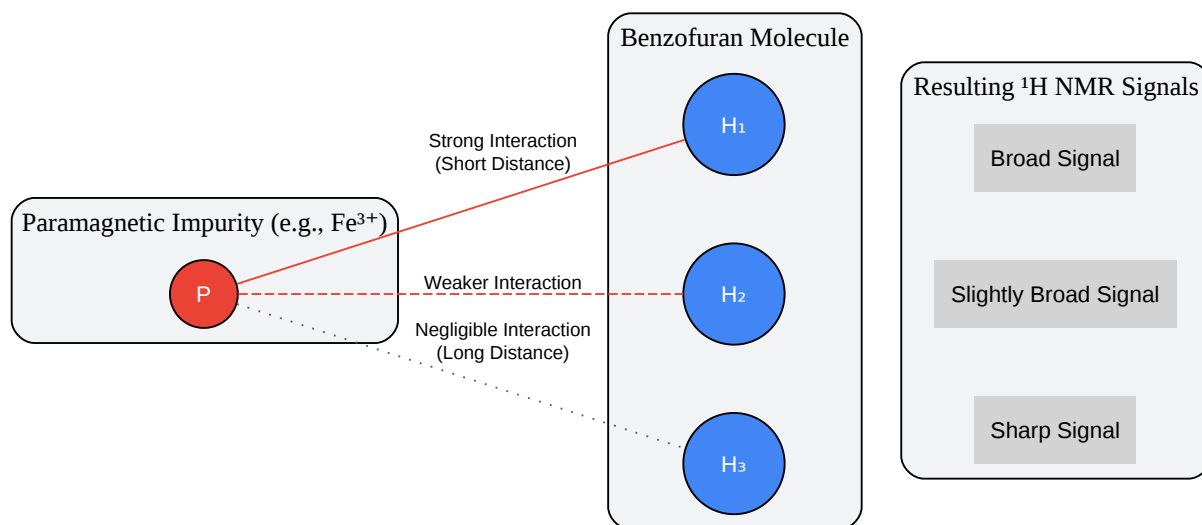 Paramagnetic Impurity (e.g., Fe³⁺)
P
Strong Interaction
(Short Distance)
Weaker Interaction
Negligible Interaction
(Long Distance)
Benzofuran Molecule
H₁
H₂
H₃
Resulting ¹H NMR Signals
Broad Signal
Slightly Broad Signal
Sharp Signal